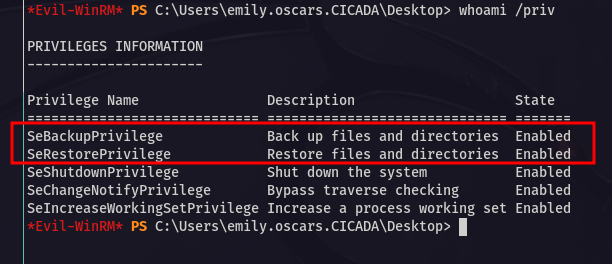 *Evil-WinRM* PS C:\Users\emily.oscars.CICADA\Desktop> whoami /priv
PRIVILEGES INFORMATION
----------------------
Privilege Name                Description                    State
============================= ============================== =======
SeBackupPrivilege             Back up files and directories  Enabled
SeRestorePrivilege            Restore files and directories  Enabled
SeShutdownPrivilege           Shut down the system           Enabled
SeChangeNotifyPrivilege       Bypass traverse checking       Enabled
SeIncreaseWorkingSetPrivilege Increase a process working set Enabled
*Evil-WinRM* PS C:\Users\emily.oscars.CICADA\Desktop>